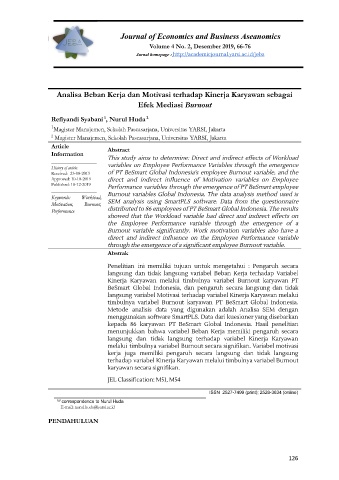 Journal of Economics and Business Aseanomics
Volume 4 No. 2, Desember 2019, 66-76
Jurnal homepage : http://academicjournal.yarsi.ac.id/jeba
Analisa Beban Kerja dan Motivasi terhadap Kinerja Karyawan sebagai
Efek Mediasi Burnout
Refiyandi Syabani 1, Nurul Huda 2
1Magister Manajemen, Sekolah Pascasarjana, Universitas YARSI, Jakarta
2 Magister Manajemen, Sekolah Pascasarjana, Universitas YARSI, Jakarta
Article
Information
History of article:
Received: 25-09-2019
Approved: 30-10-2019
Published: 16-12-2019
Keywords: Workload,
Motivation, Burnout,
Performance
Abstract
This study aims to determine: Direct and indirect effects of Workload
variables on Employee Performance Variables through the emergence
of PT BeSmart Global Indonesia's employee Burnout variable, and the
direct and indirect influence of Motivation variables on Employee
Performance variables through the emergence of PT BeSmart employee
Burnout variables Global Indonesia. The data analysis method used is
SEM analysis using SmartPLS software. Data from the questionnaire
distributed to 86 employees of PT BeSmart Global Indonesia. The results
showed that the Workload variable had direct and indirect effects on
the Employee Performance variable through the emergence of a
Burnout variable significantly. Work motivation variables also have a
direct and indirect influence on the Employee Performance variable
through the emergence of a significant employee Burnout variable.
Abstrak
Penelitian ini memiliki tujuan untuk mengetahui : Pengaruh secara
langsung dan tidak langsung variabel Beban Kerja terhadap Variabel
Kinerja Karyawan melalui timbulnya variabel Burnout karyawan PT
BeSmart Global Indonesia, dan pengaruh secara langsung dan tidak
langsung variabel Motivasi terhadap variabel Kinerja Karyawan melalui
timbulnya variabel Burnout karyawan PT BeSmart Global Indonesia.
Metode analisis data yang digunakan adalah Analisa SEM dengan
menggunakan software SmartPLS. Data dari kuesioner yang disebarkan
kepada 86 karyawan PT BeSmart Global Indonesia. Hasil penelitian
menunjukkan bahwa variabel Beban Kerja memiliki pengaruh secara
langsung dan tidak langsung terhadap variabel Kinerja Karyawan
melalui timbulnya variabel Burnout secara signifikan. Variabel motivasi
kerja juga memiliki pengaruh secara langsung dan tidak langsung
terhadap variabel Kinerja Karyawan melalui timbulnya variabel Burnout
karyawan secara signifikan.
JEL Classification: M51, M54
ISSN 2527-7499 (print) 2528-3634 (online)
correspondence to Nurul Huda
PENDAHULUAN
126